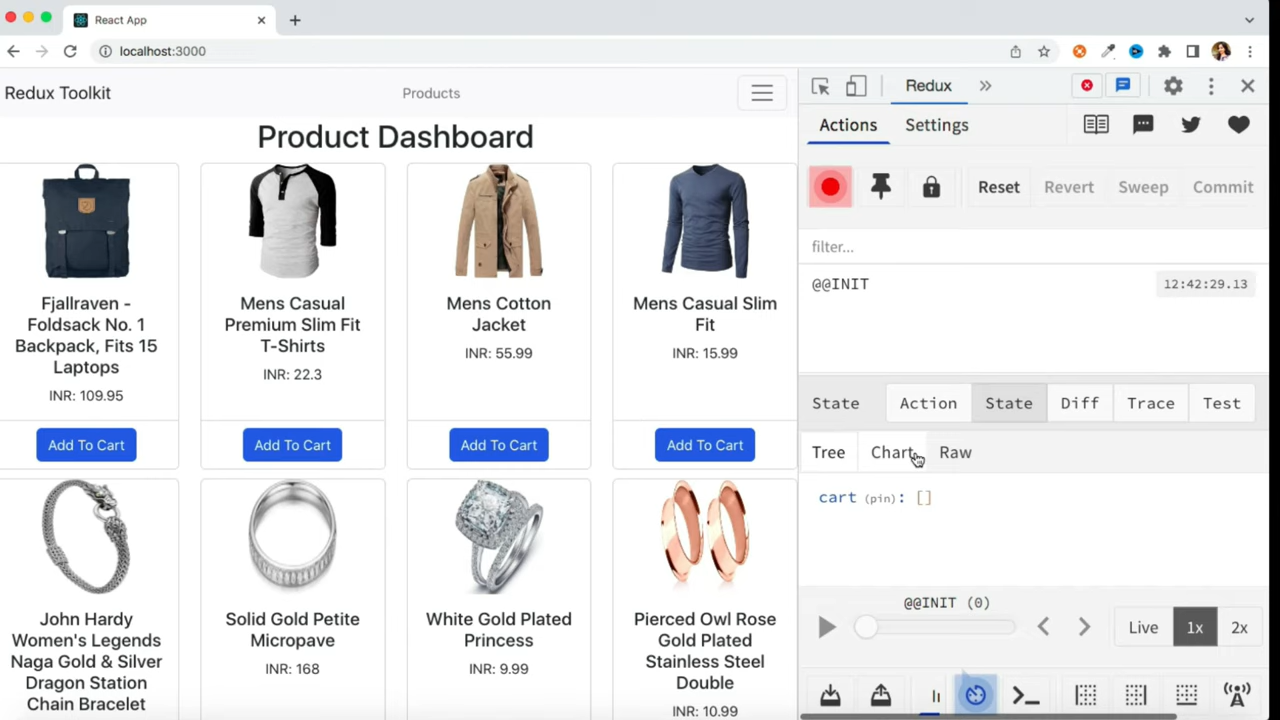 React App
localhost:3000
Redux Toolkit
Products
Product Dashboard
Fjallraven -
Foldsack No. 1
Backpack, Fits 15
Laptops
INR: 109.95
Add To Cart
Mens Casual
Premium Slim Fit
T-Shirts
INR: 22.3
Add To Cart
Mens Cotton
Jacket
INR: 55.99
Add To Cart
Mens Casual Slim
Fit
INR: 15.99
Add To Cart
John Hardy
Women's Legends
Naga Gold & Silver
Dragon Station
Chain Bracelet
Solid Gold Petite
Micropave
INR: 168
White Gold Plated
Princess
INR: 9.99
Pierced Owl Rose
Gold Plated
Stainless Steel
Double
INR: 10.99
Redux
Actions Settings
Reset Revert Sweep Commit
filter...
@@INIT 12:42:29.13
State Action State Diff Trace Test
Tree Chart Raw
cart (pin): []
@@INIT (0)
Live 1x 2x